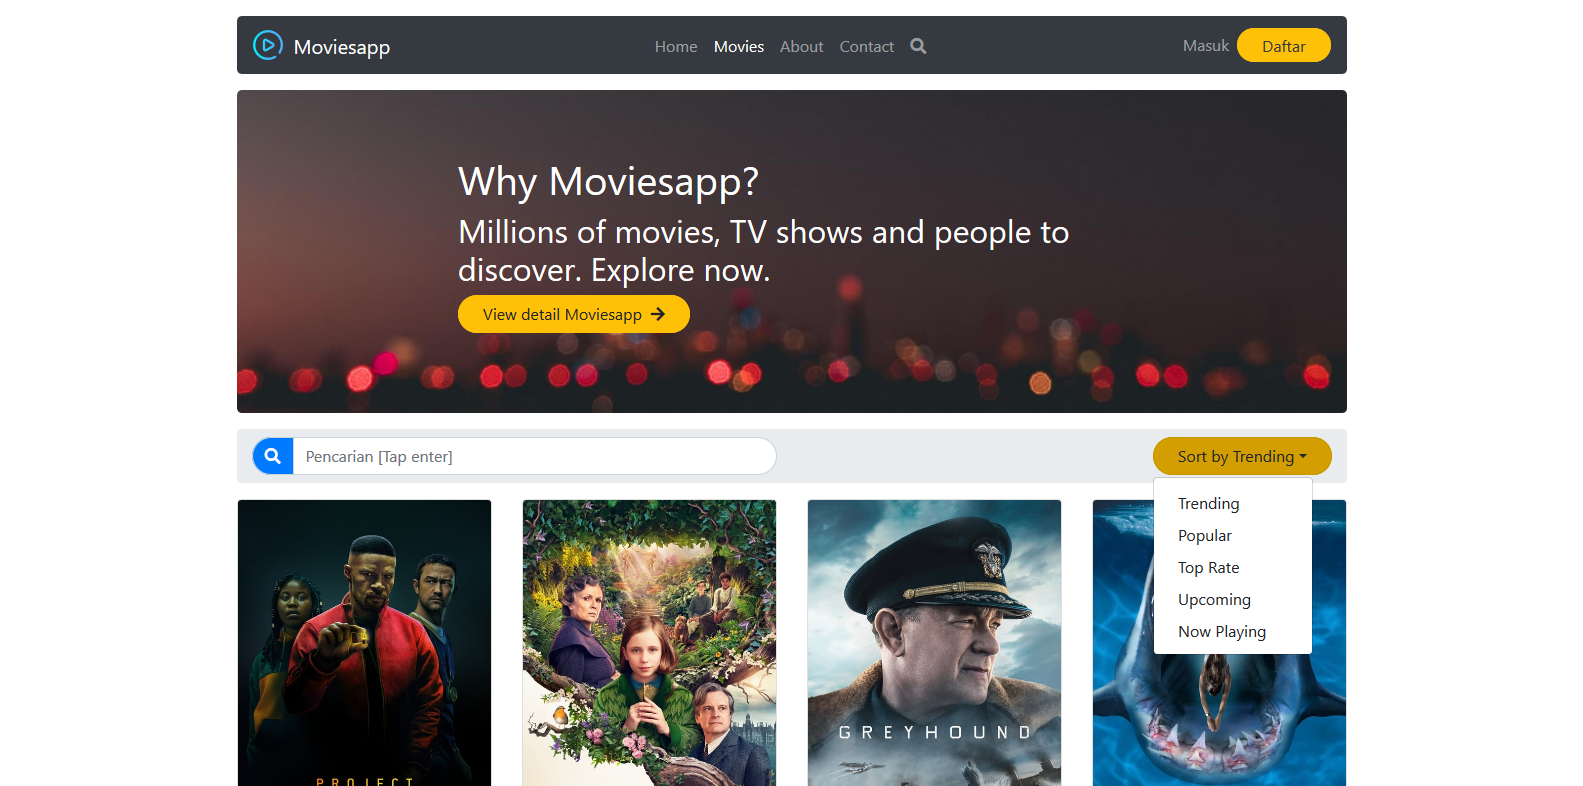 Moviesapp
Home Movies About Contact
Masuk Daftar
Why Moviesapp?
Millions of movies, TV shows and people to
discover. Explore now.
View detail Moviesapp
Pencarian [Tap enter]
Sort by Trending
Trending
Popular
Top Rate
Upcoming
Now Playing
GREYHOUND
PROJECT